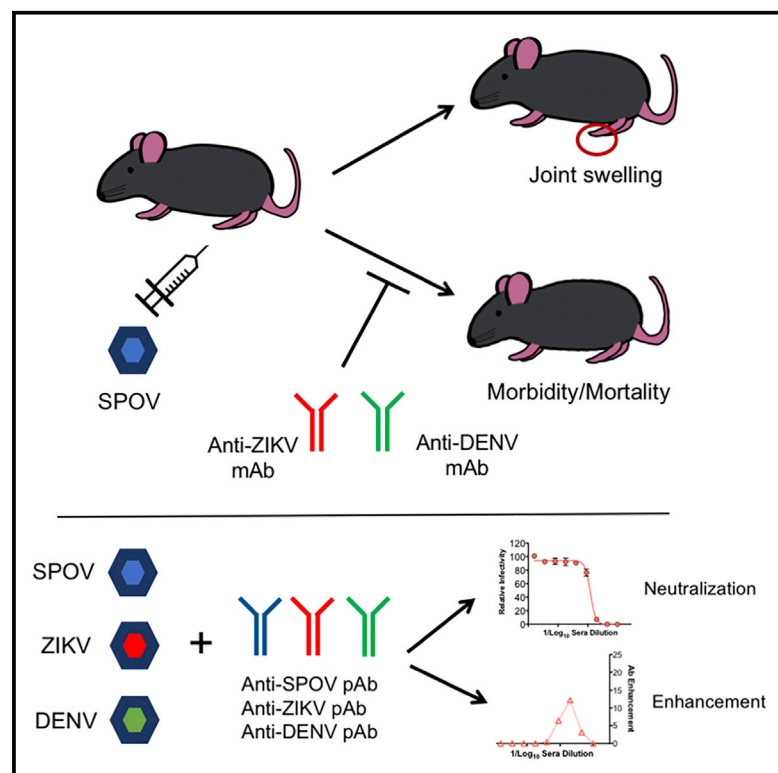 Joint swelling
SPOV
Morbidity/Mortality
Anti-ZIKV
mAb
Anti-DENV
mAb
SPOV
ZIKV
DENV
+
Anti-SPOV pAb
Anti-ZIKV pAb
Anti-DENV pAb
Relative Infectivity
120
100
80
60
40
20
0
1/Log10 Sera Dilution
Neutralization
Ab Enhancement
25
20
15
10
5
0
1/Log10 Sera Dilution
Enhancement